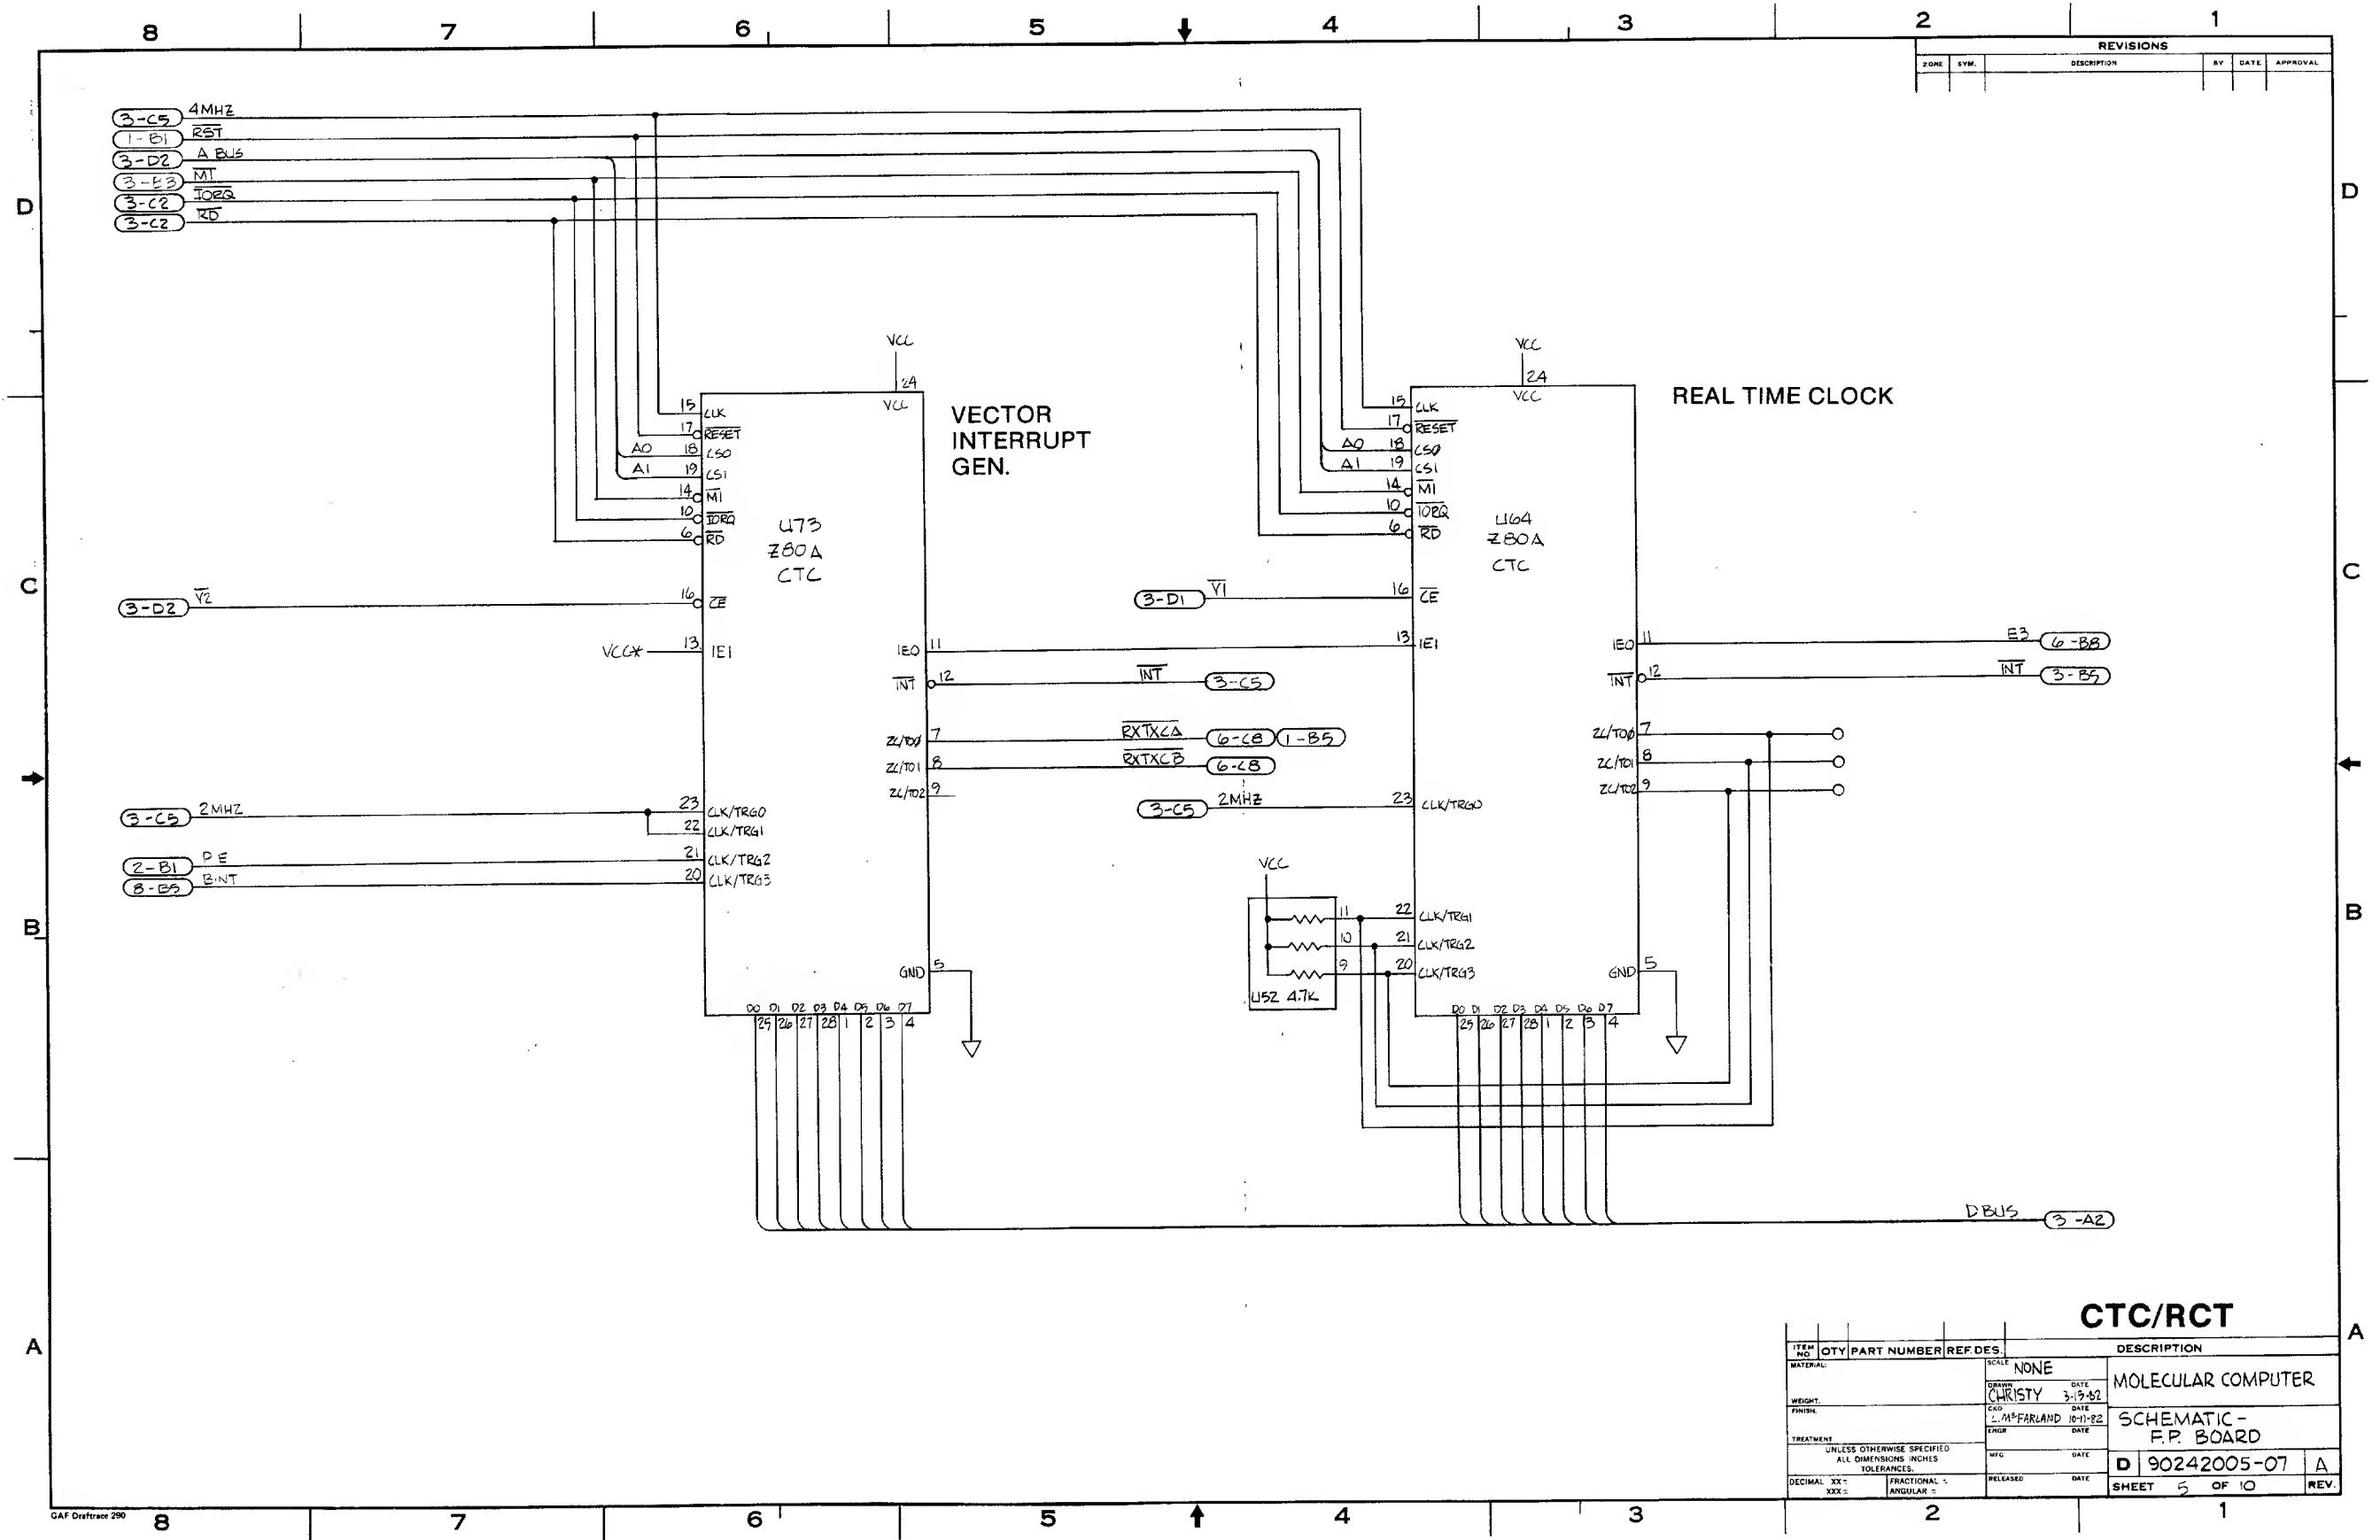 8 7 6 5 4 3 2 1
REVISIONS
ZONE SYM. DESCRIPTION BY DATE APPROVAL
3-C5 4MHZ
1-B1 RST
3-D2 A BUS
3-E3 M1
3-C2 IORQ
3-C2 RD
D D
VCC
24
VCC
15 CLK
17 RESET
A0 18 CS0
A1 19 CS1
14 M1
10 IORQ
6 RD
U73
Z80A
CTC
VECTOR
INTERRUPT
GEN.
3-D2 Y2 16 CE
VCC* 13 IEI
IEO 11
INT 12 INT 3-C5
ZC/TO0 7 RXTXCA 6-C8 1-B5
ZC/TO1 8 RXTXCB 6-C8
ZC/TO2 9
3-C5 2MHZ 23 CLK/TRG0
22 CLK/TRG1
2-B1 PE 21 CLK/TRG2
8-B5 BINT 20 CLK/TRG3
GND 5
D0 D1 D2 D3 D4 D5 D6 D7
25 26 27 28 1 2 3 4
VCC
24
VCC
REAL TIME CLOCK
15 CLK
17 RESET
A0 18 CS0
A1 19 CS1
14 M1
10 IORQ
6 RD
U64
Z80A
CTC
C C
3-D1 Y1 16 CE
13 IEI
IEO 11 E3 6-B8
INT 12 INT 3-B5
ZC/TO0 7
ZC/TO1 8
ZC/TO2 9
3-C5 2MHZ 23 CLK/TRG0
VCC
11 22 CLK/TRG1
10 21 CLK/TRG2
9 20 CLK/TRG3
U52 4.7K
GND 5
B B
D0 D1 D2 D3 D4 D5 D6 D7
25 26 27 28 1 2 3 4
D BUS 3-A2
A A
CTC/RCT
ITEM NO QTY PART NUMBER REF.DES. DESCRIPTION
MATERIAL:
WEIGHT.
FINISH.
TREATMENT
UNLESS OTHERWISE SPECIFIED
ALL DIMENSIONS INCHES
TOLERANCES.
DECIMAL XX= FRACTIONAL =
XXX= ANGULAR =
SCALE NONE
DRAWN DATE
CHRISTY 3-15-82
CKD DATE
L. McFARLAND 10-11-82
ENGR DATE
MFG DATE
RELEASED DATE
MOLECULAR COMPUTER
SCHEMATIC-
F.P. BOARD
D 90242005-07 A
SHEET 5 OF 10 REV.
GAF Draftrace 290
8 7 6 5 4 3 2 1